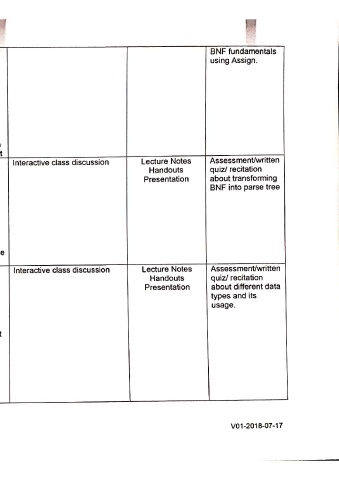 BNF fundamentals
using Assign.
t
Interactive class discussion
Lecture Notes
Handouts
Presentation
Assessment/written
quiz/ recitation
about transforming
BNF into parse tree
e
Interactive class discussion
Lecture Notes
Handouts
Presentation
Assessment/written
quiz/ recitation
about different data
types and its
usage.
t
V01-2018-07-17